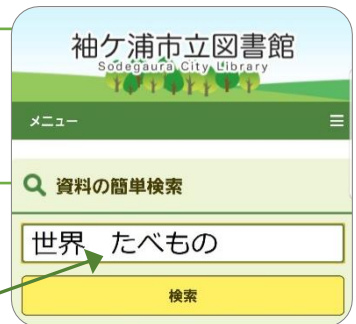 袖ケ浦市立図書館
Sodegaura City Library
メニュー
資料の簡単検索
世界　たべもの
検索